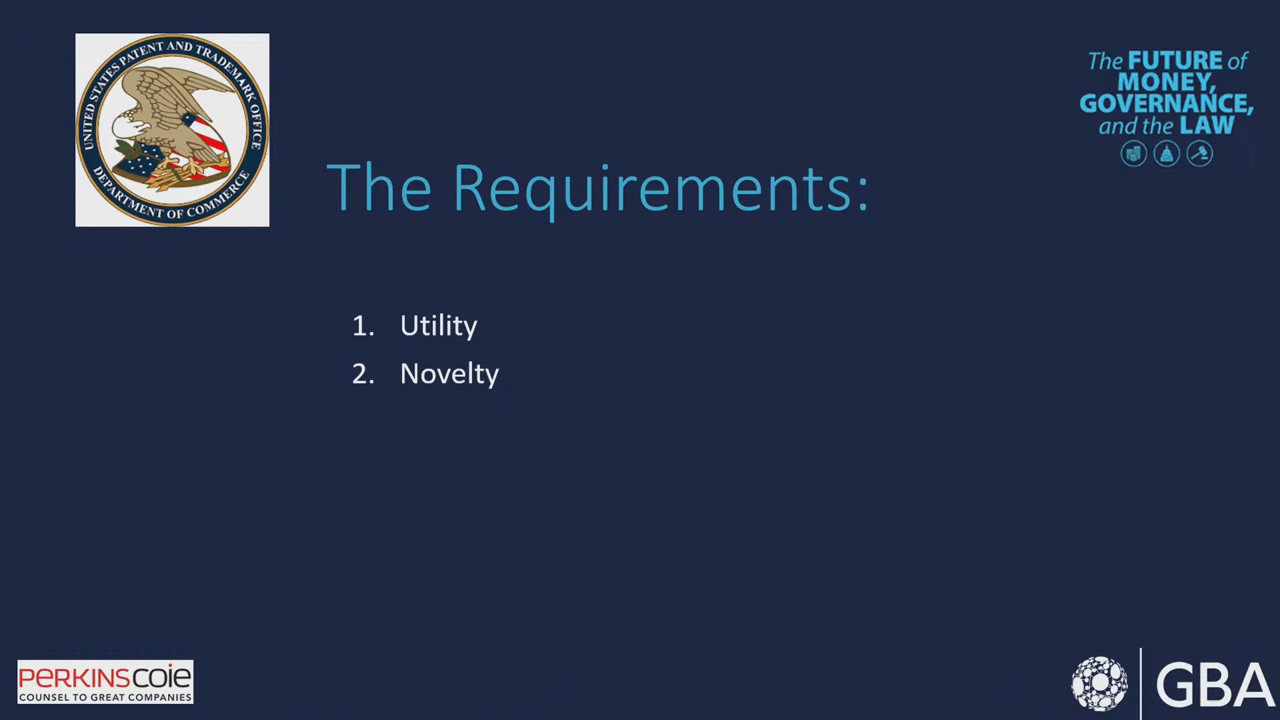 UNITED STATES PATENT AND TRADEMARK OFFICE
DEPARTMENT OF COMMERCE
The FUTURE of
MONEY,
GOVERNANCE,
and the LAW
The Requirements:
1. Utility
2. Novelty
PERKINSCOIE
COUNSEL TO GREAT COMPANIES
GBA